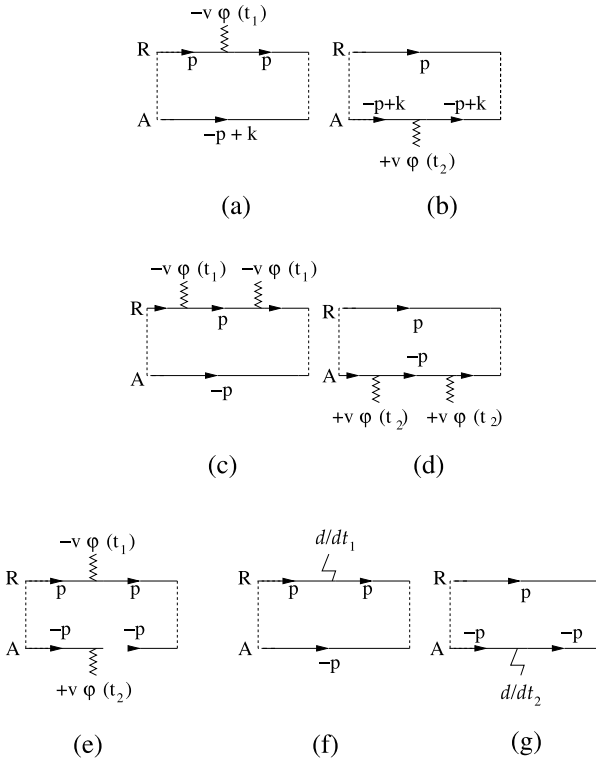 −v φ (t₁)
R p p
A −p + k
(a)
R p
−p+k −p+k
A
+v φ (t₂)
(b)
−v φ (t₁) −v φ (t₁)
R p
A −p
(c)
R p
−p
A
+v φ (t₂) +v φ (t₂)
(d)
−v φ (t₁)
R p p
−p −p
A
+v φ (t₂)
(e)
d/dt₁
R p p
A −p
(f)
R p
−p −p
A
d/dt₂
(g)